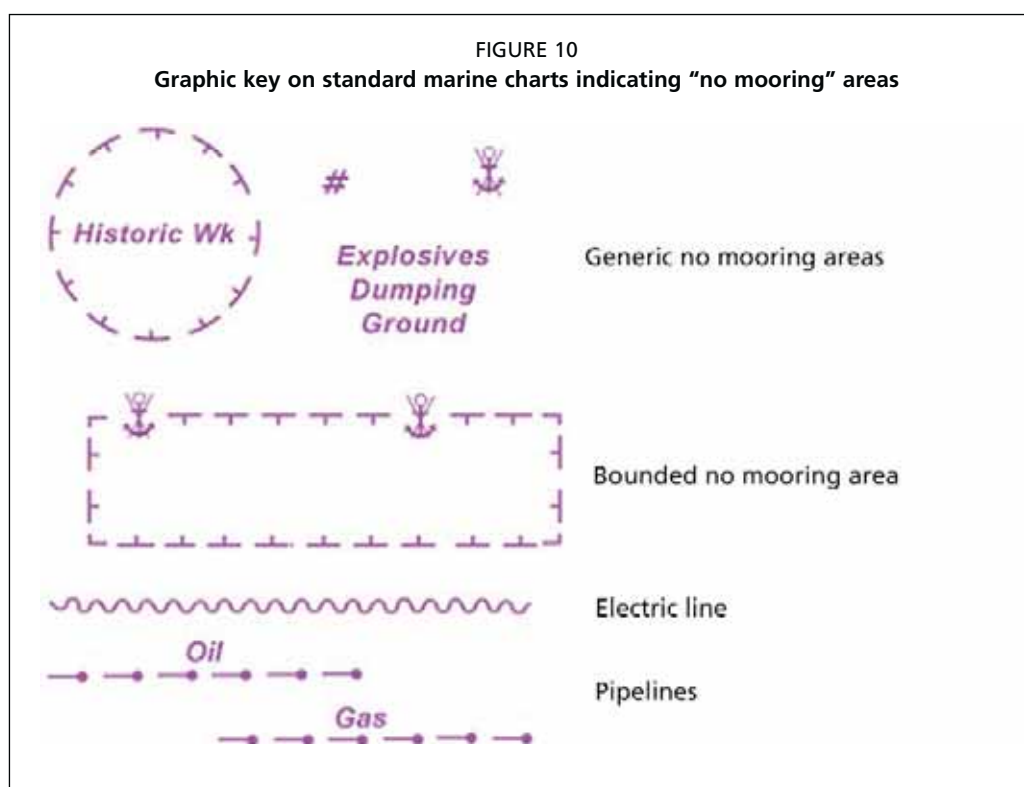 FIGURE 10
Graphic key on standard marine charts indicating “no mooring” areas
Historic Wk
#
Explosives
Dumping
Ground
Generic no mooring areas
Bounded no mooring area
Electric line
Oil
Pipelines
Gas